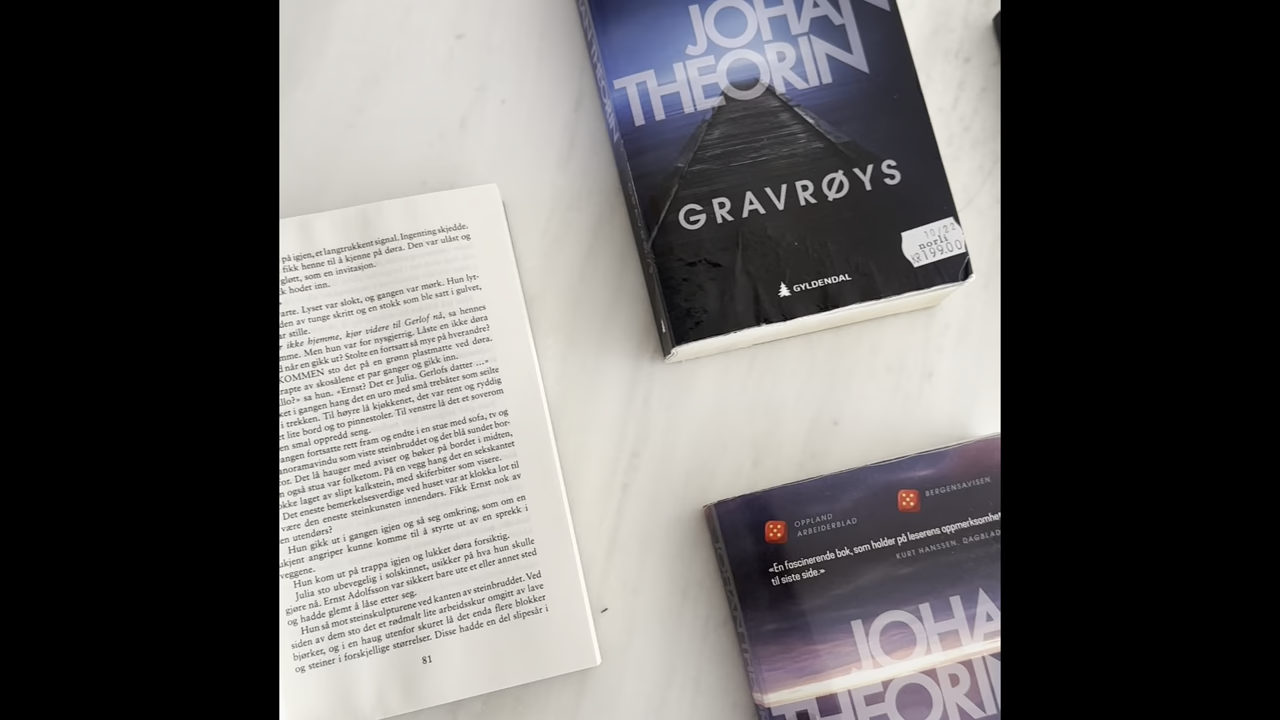 på igjen, et langtrukkent signal. Ingenting skjedde.
fikk henne til å kjenne på døra. Den var ulåst og
gløtt, som en invitasjon.
hodet inn.
arte. Lyset var slokt, og gangen var mørk. Hun lyt-
den av tunge skritt og en stokk som ble satt i gulvet,
ar stille.
ikke hjemme, kjør videre til Gerlof nå, sa hennes
mme. Men hun var for nysgjerrig. Låste en ikke døra
når en gikk ut? Stolte en fortsatt så mye på hverandre?
KOMMEN sto det på en grønn plastmatte ved døra.
rapte av skosålene et par ganger og gikk inn.
llo?» sa hun. «Ernst? Det er Julia. Gerlofs datter ...»
ket i gangen hang det en uro med små trebåter som seilte
i trekken. Til høyre lå kjøkkenet, det var rent og ryddig
et lite bord og to pinnestoler. Til venstre lå det et soverom
en smal oppredd seng.
angen fortsatte rett fram og endte i en stue med sofa, tv og
anoramavindu som viste steinbruddet og det blå sundet bor-
for. Det lå hauger med aviser og bøker på bordet i midten,
n også stua var folketom. På en vegg hang det en sekskantet
okke laget av slipt kalkstein, med skiferbiter som visere.
Det eneste bemerkelsesverdige ved huset var at klokka lot til
være den eneste steinkunsten innendørs. Fikk Ernst nok av
en utendørs?
Hun gikk ut i gangen igjen og så seg omkring, som om en
ukjent angriper kunne komme til å styrte ut av en sprekk i
veggene.
Hun kom ut på trappa igjen og lukket døra forsiktig.
Julia sto ubevegelig i solskinnet, usikker på hva hun skulle
gjøre nå. Ernst Adolfsson var sikkert bare ute et eller annet sted
og hadde glemt å låse etter seg.
Hun så mot steinskulpturene ved kanten av steinbruddet. Ved
siden av dem sto det et rødmalt lite arbeidsskur omgitt av lave
bjørker, og i en haug utenfor skuret lå det enda flere blokker
og steiner i forskjellige størrelser. Disse hadde en del slipesår i
81
JOHAN
THEORIN
GRAVRØYS
10/22
norli
KR199.00
GYLDENDAL
OPPLAND
ARBEIDERBLAD
BERGENSAVISEN
«En fascinerende bok, som holder på leserens oppmerksomhet
til siste side.»
KURT HANSSEN, DAGBLAD
JOHA
THEORIN